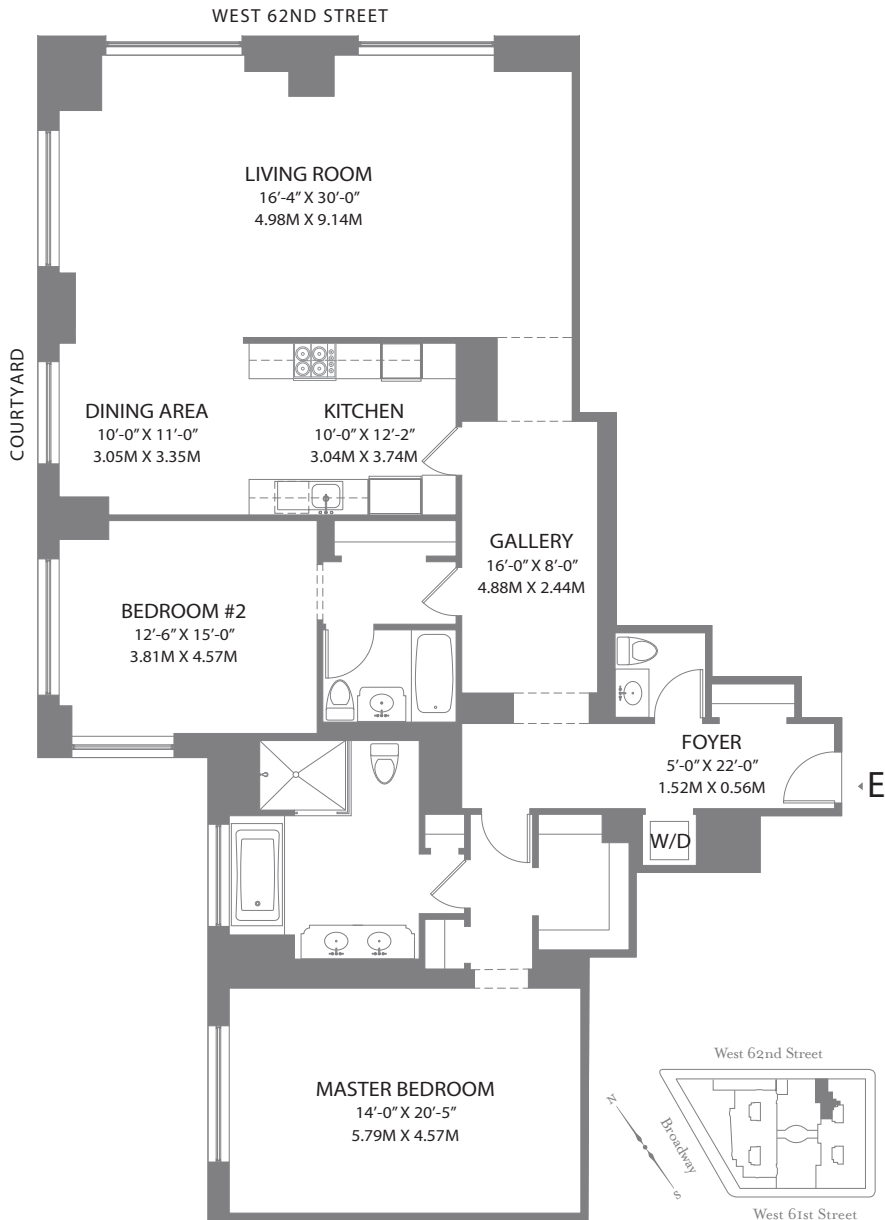 WEST 62ND STREET
LIVING ROOM
16'-4" X 30'-0"
4.98M X 9.14M
COURTYARD
DINING AREA
10'-0" X 11'-0"
3.05M X 3.35M
KITCHEN
10'-0" X 12'-2"
3.04M X 3.74M
GALLERY
16'-0" X 8'-0"
4.88M X 2.44M
BEDROOM #2
12'-6" X 15'-0"
3.81M X 4.57M
FOYER
5'-0" X 22'-0"
1.52M X 0.56M
E
W/D
MASTER BEDROOM
14'-0" X 20'-5"
5.79M X 4.57M
West 62nd Street
N
Broadway
S
West 61st Street